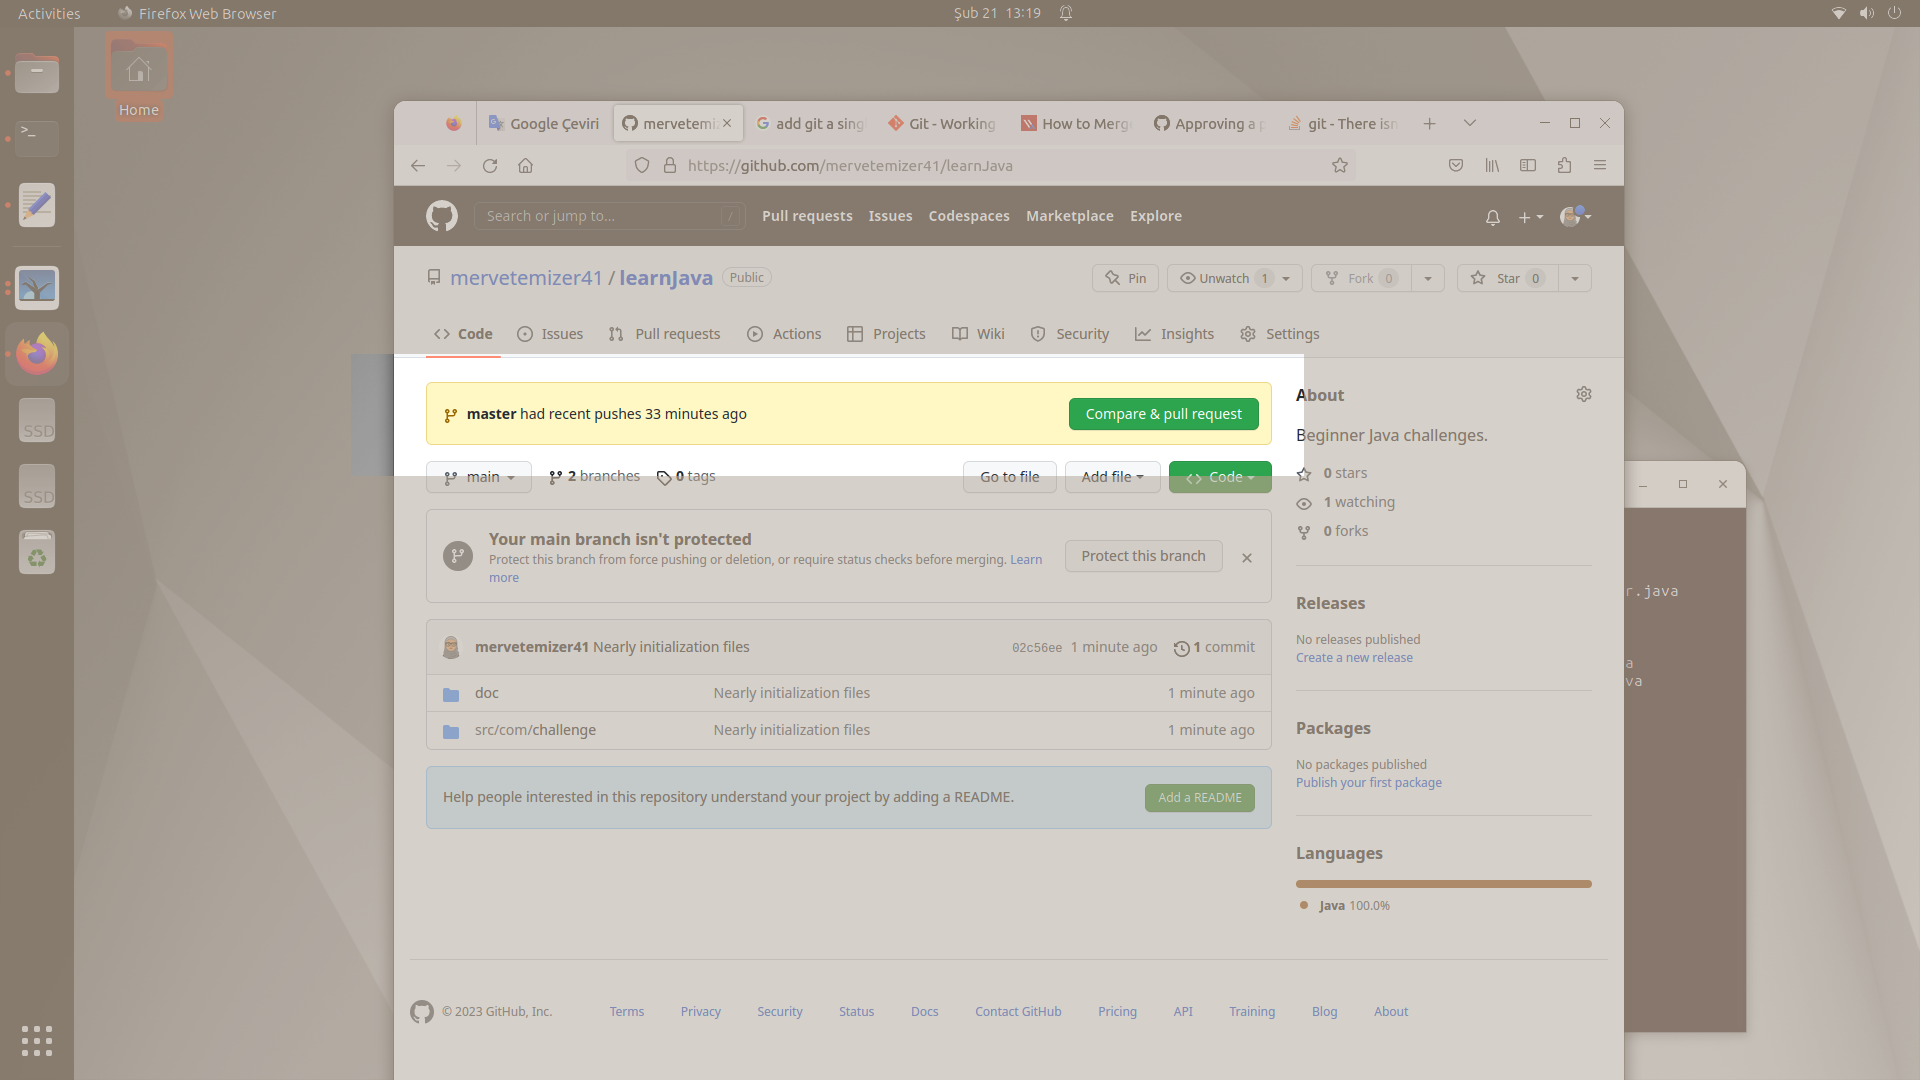 Activities Firefox Web Browser Şub 21 13:19
Home
Google Çeviri mervetemiz add git a sing Git - Working How to Merg Approving a p git - There isn
https://github.com/mervetemizer41/learnJava
Search or jump to... / Pull requests Issues Codespaces Marketplace Explore
mervetemizer41 / learnJava Public Pin Unwatch 1 Fork 0 Star 0
Code Issues Pull requests Actions Projects Wiki Security Insights Settings
master had recent pushes 33 minutes ago Compare & pull request
main 2 branches 0 tags Go to file Add file Code
Your main branch isn't protected
Protect this branch from force pushing or deletion, or require status checks before merging. Learn
more
Protect this branch
mervetemizer41 Nearly initialization files 02c56ee 1 minute ago 1 commit
doc Nearly initialization files 1 minute ago
src/com/challenge Nearly initialization files 1 minute ago
Help people interested in this repository understand your project by adding a README. Add a README
About
Beginner Java challenges.
0 stars
1 watching
0 forks
Releases
No releases published
Create a new release
Packages
No packages published
Publish your first package
Languages
Java 100.0%
r.java
a
va
SSD
SSD
© 2023 GitHub, Inc. Terms Privacy Security Status Docs Contact GitHub Pricing API Training Blog About